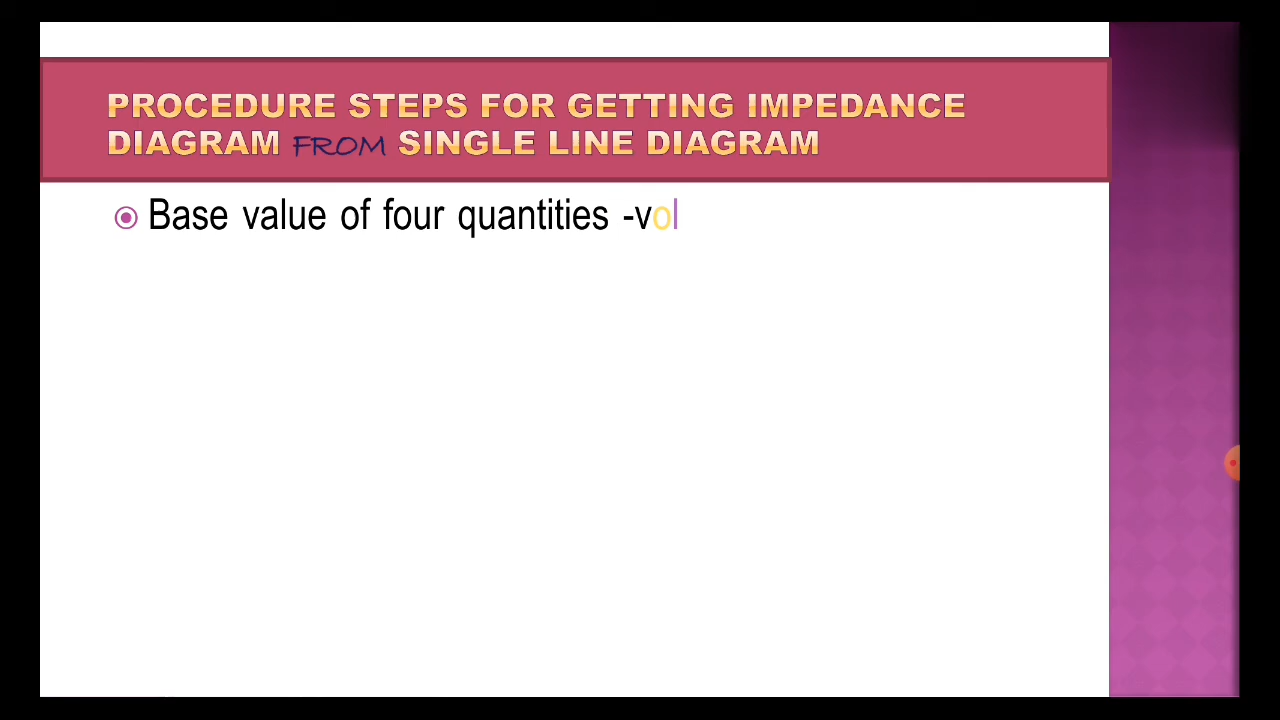 PROCEDURE STEPS FOR GETTING IMPEDANCE
DIAGRAM FROM SINGLE LINE DIAGRAM
Base value of four quantities -vol